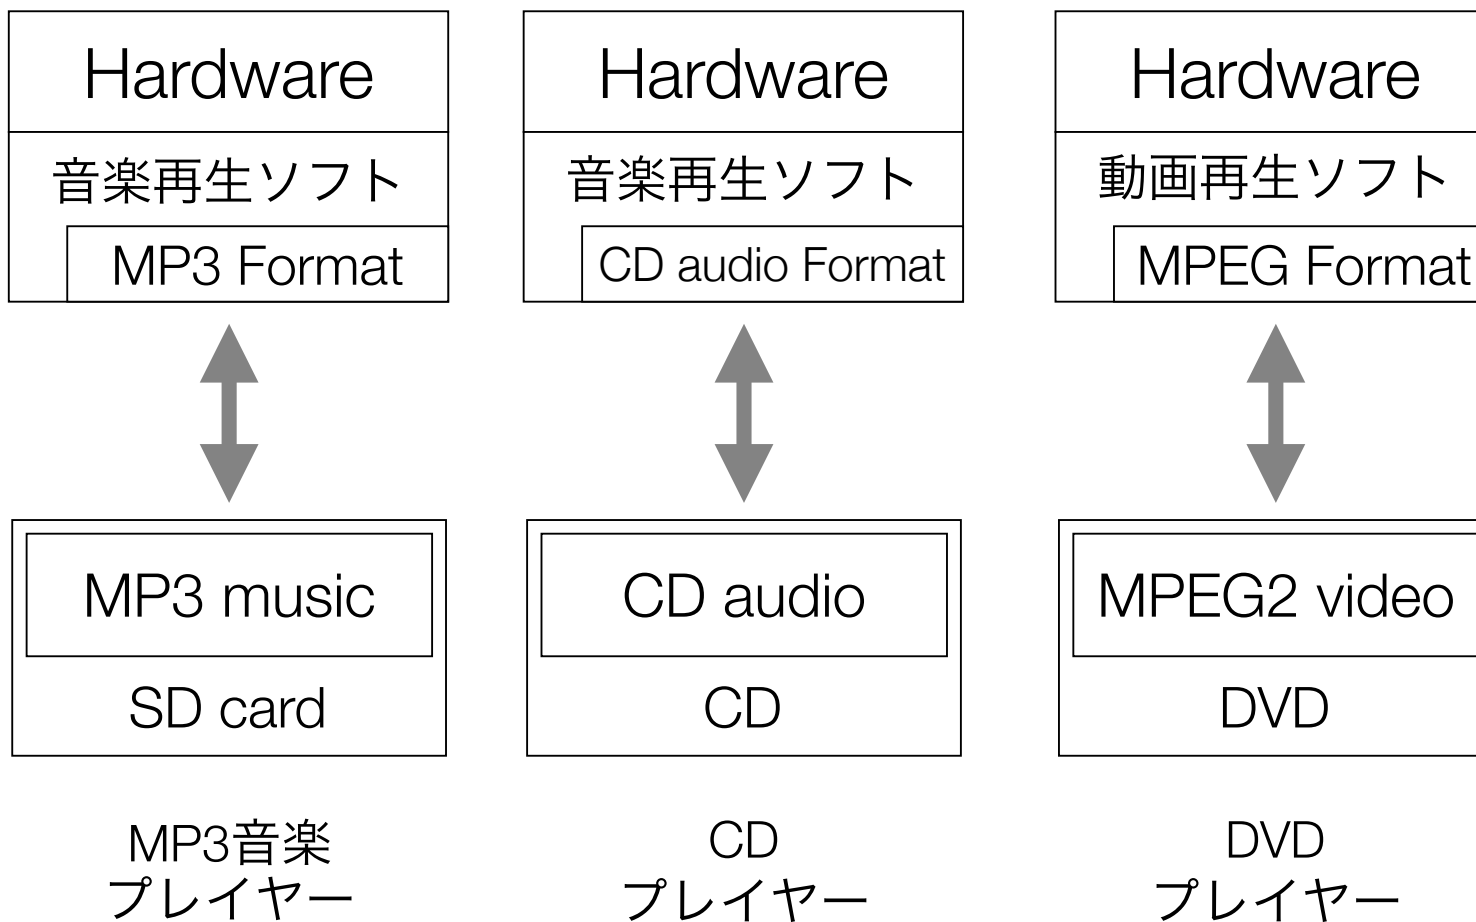 Hardware
音楽再生ソフト
MP3 Format
MP3 music
SD card
MP3音楽
プレイヤー
Hardware
音楽再生ソフト
CD audio Format
CD audio
CD
CD
プレイヤー
Hardware
動画再生ソフト
MPEG Format
MPEG2 video
DVD
DVD
プレイヤー